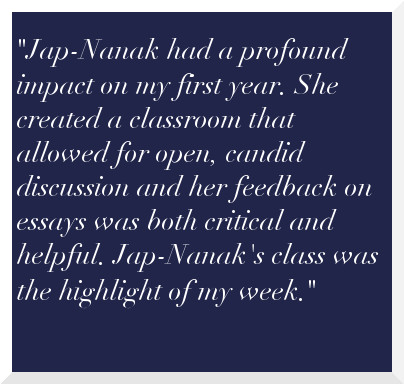 "Jap-Nanak had a profound
impact on my first year. She
created a classroom that
allowed for open, candid
discussion and her feedback on
essays was both critical and
helpful. Jap-Nanak's class was
the highlight of my week."